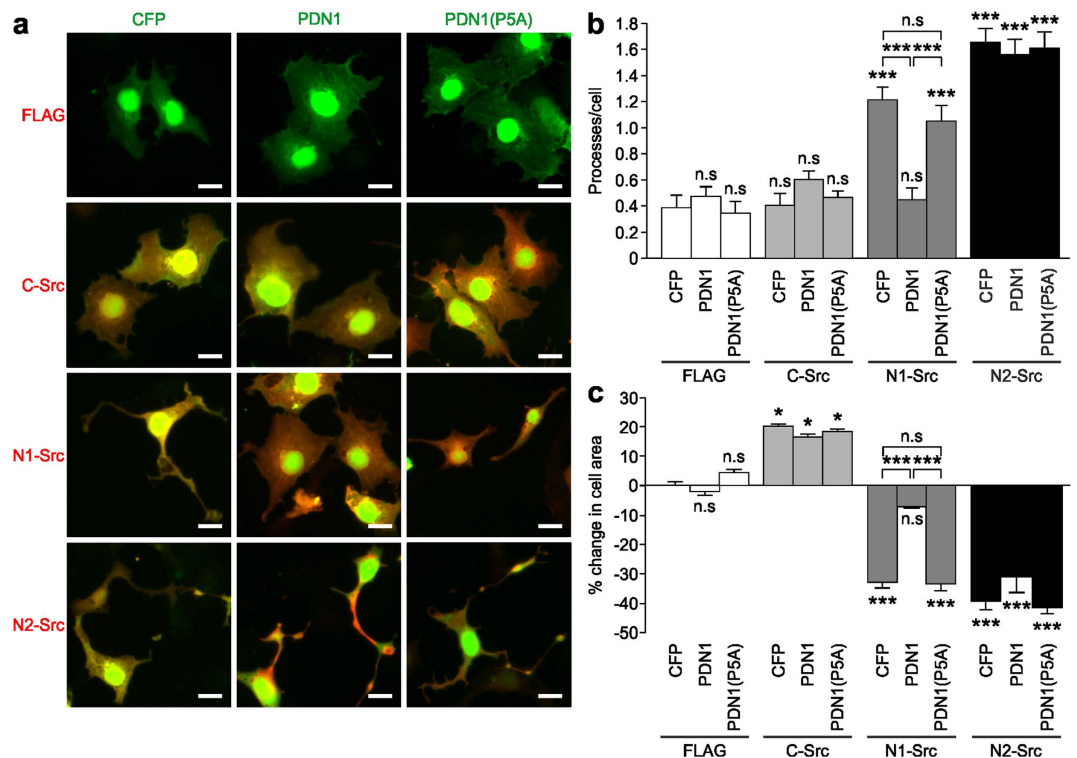 a
CFP PDN1 PDN1(P5A)
FLAG
C-Src
N1-Src
N2-Src
b
Processes/cell
1.8
1.6
1.4
1.2
1.0
0.8
0.6
0.4
0.2
0
n.s n.s
n.s n.s n.s
*** n.s ***
*** ***
n.s
*** *** ***
CFP PDN1 PDN1(P5A) CFP PDN1 PDN1(P5A) CFP PDN1 PDN1(P5A) CFP PDN1 PDN1(P5A)
FLAG C-Src N1-Src N2-Src
c
% change in cell area
30
20
10
0
-10
-20
-30
-40
-50
n.s n.s
* * *
n.s
*** ***
*** n.s ***
*** *** ***
CFP PDN1 PDN1(P5A) CFP PDN1 PDN1(P5A) CFP PDN1 PDN1(P5A) CFP PDN1 PDN1(P5A)
FLAG C-Src N1-Src N2-Src